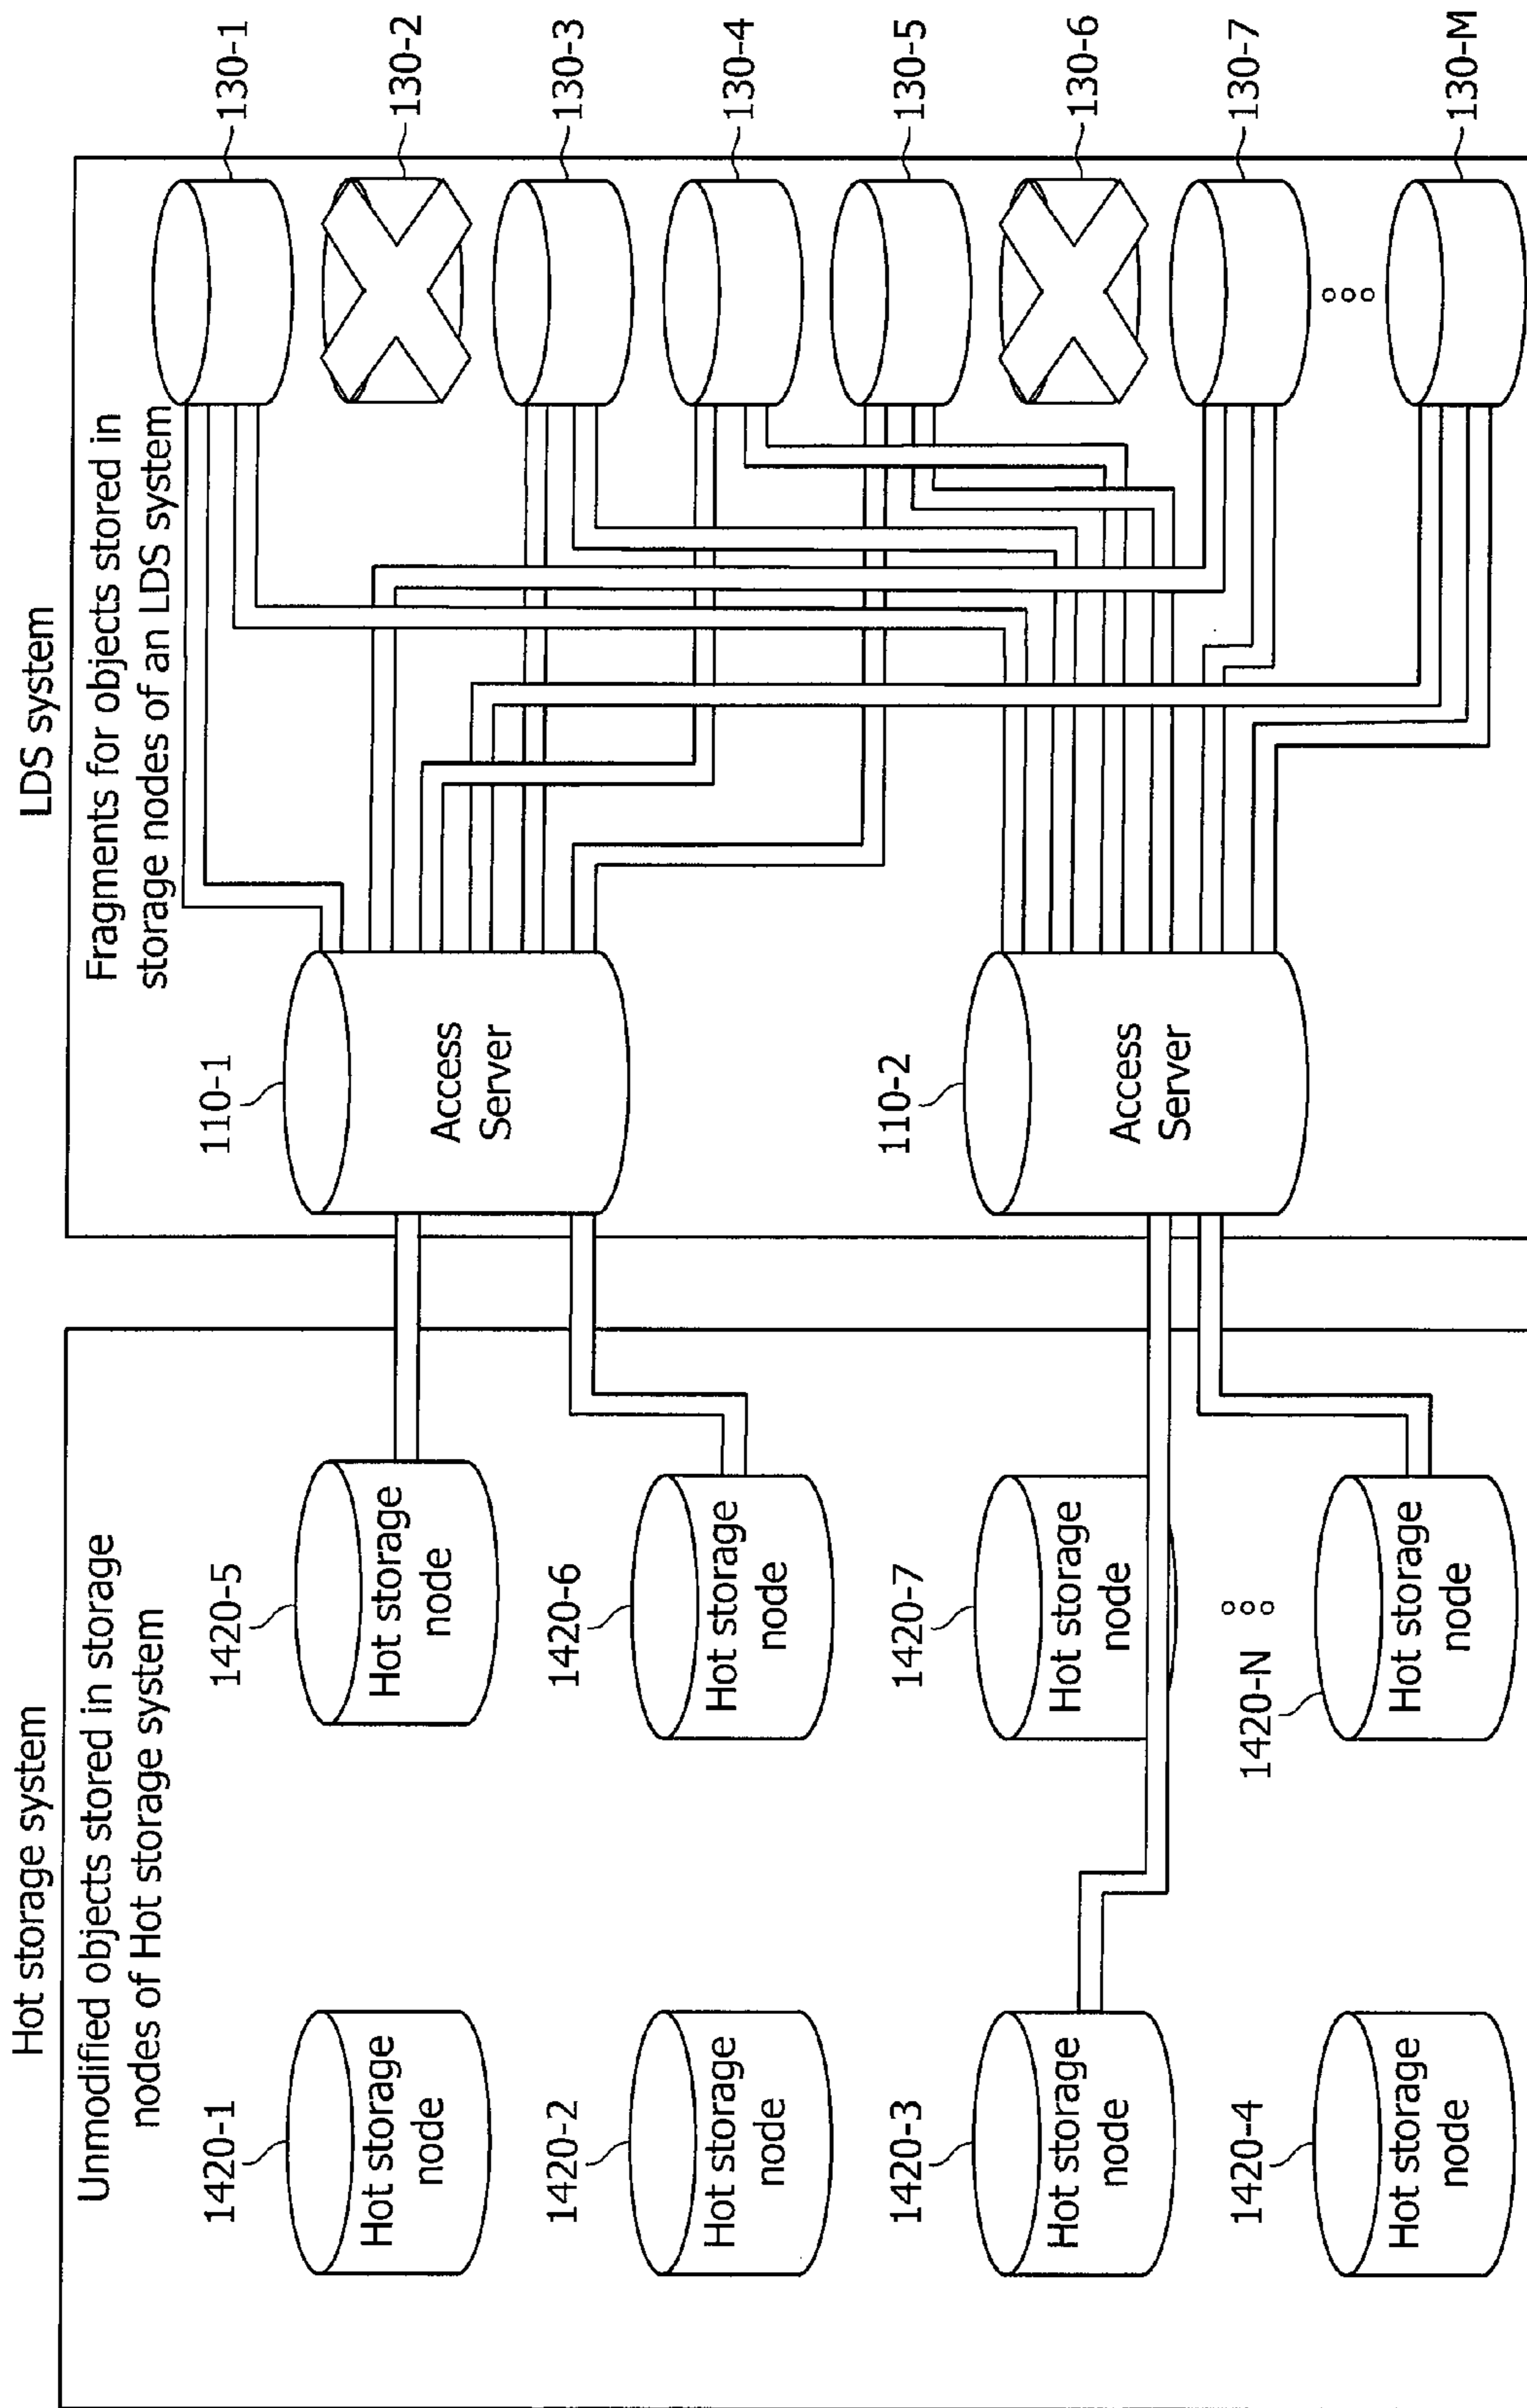 Hot storage system
Unmodified objects stored in storage
nodes of Hot storage system
1420-1
Hot storage
node
1420-2
Hot storage
node
1420-3
Hot storage
node
1420-4
Hot storage
node
1420-5
Hot storage
node
1420-6
Hot storage
node
1420-7
Hot storage
node
1420-N
Hot storage
node
LDS system
Fragments for objects stored in
storage nodes of an LDS system
110-1
Access
Server
110-2
Access
Server
130-1
130-2
130-3
130-4
130-5
130-6
130-7
130-M